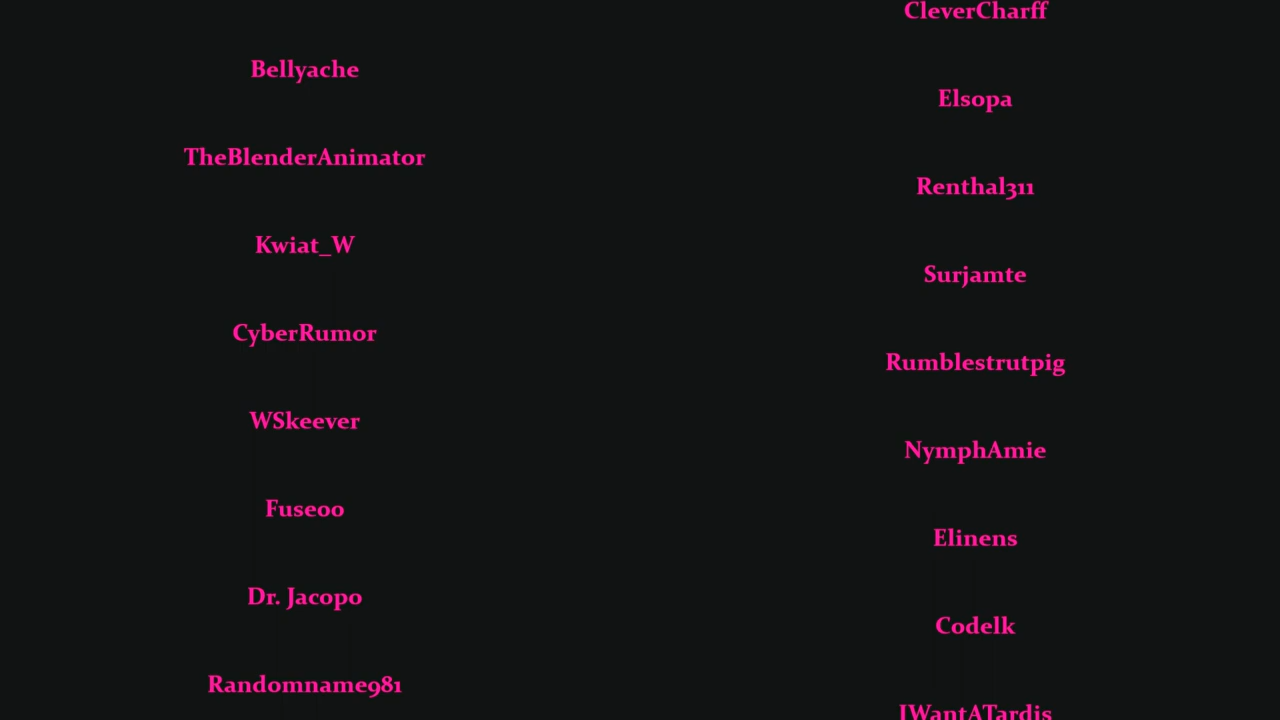 Bellyache
TheBlenderAnimator
Kwiat_W
CyberRumor
WSkeever
Fuseoo
Dr. Jacopo
Randomname981
CleverCharff
Elsopa
Renthal311
Surjamte
Rumblestrutpig
NymphAmie
Elinens
Codelk
IWantATardis